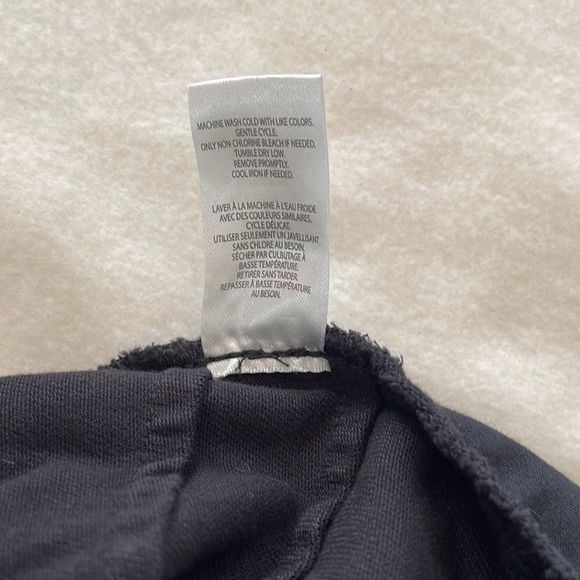 MACHINE WASH COLD WITH LIKE COLORS.
GENTLE CYCLE.
ONLY NON CHLORINE BLEACH IF NEEDED.
TUMBLE DRY LOW.
REMOVE PROMPTLY.
COOL IRON IF NEEDED.
LAVER À LA MACHINE À L'EAU FROIDE
AVEC DES COULEURS SIMILAIRES,
CYCLE DÉLICAT.
UTILISER SEULEMENT UN JAVELLISANT
SANS CHLORE AU BESOIN.
SÉCHER PAR CULBUTAGE À
BASSE TEMPÉRATURE.
RETIRER SANS TARDER.
REPASSER À BASSE TEMPÉRATURE
AU BESOIN.